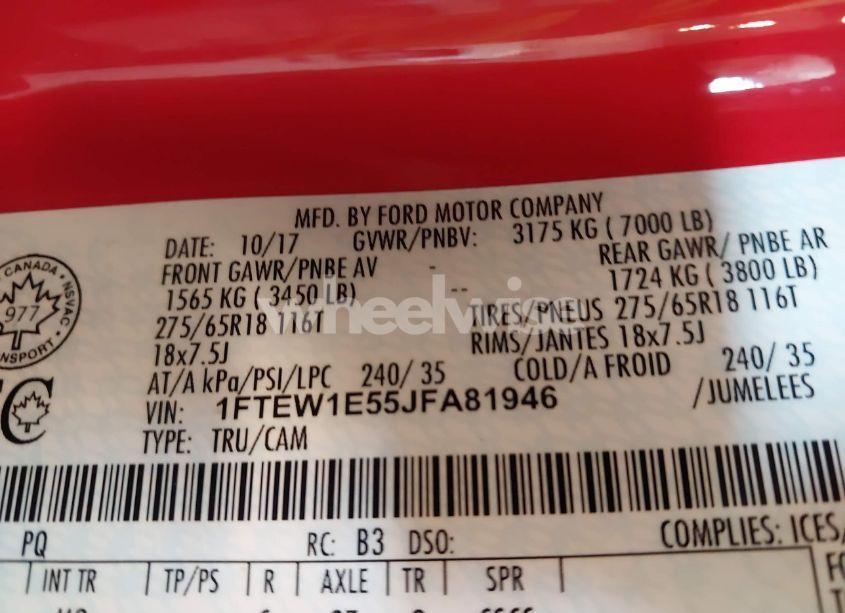 MFD. BY FORD MOTOR COMPANY
DATE: 10/17 GVWR/PNBV: 3175 KG ( 7000 LB)
FRONT GAWR/PNBE AV - REAR GAWR/ PNBE AR
1565 KG ( 3450 LB) -- 1724 KG ( 3800 LB)
275/65R18 116T TIRES/PNEUS 275/65R18 116T
18x7.5J RIMS/JANTES 18x7.5J
AT/A kPa/PSI/LPC 240/ 35 COLD/A FROID 240/ 35
VIN: 1FTEW1E55JFA81946 /JUMELEES
TYPE: TRU/CAM
CANADA
NSVAC
977
wheelwise
PQ RC: B3 DSO: COMPLIES: ICES/
INT TR TP/PS R AXLE TR SPR